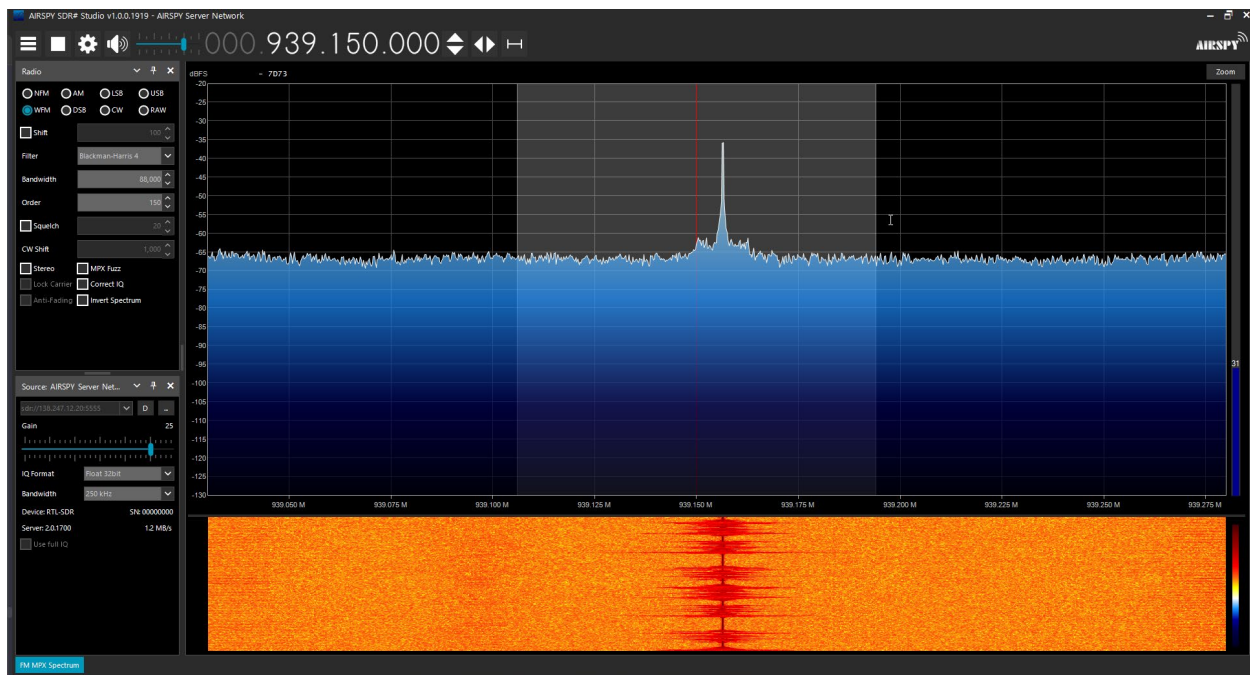 AIRSPY SDR# Studio v1.0.0.1919 - AIRSPY Server Network
000.939.150.000
AIRSPY
Radio
NFM AM LSB USB
WFM DSB CW RAW
Shift 100
Filter Blackman-Harris 4
Bandwidth 88,000
Order 150
Squelch 20
CW Shift 1,000
Stereo MPX Fuzz
Lock Carrier Correct IQ
Anti-Fading Invert Spectrum
Source: AIRSPY Server Net...
sdr://138.247.12.20:5555 D ...
Gain 25
IQ Format Float 32bit
Bandwidth 250 kHz
Device: RTL-SDR SN: 00000000
Server: 2.0.1700 1.2 MB/s
Use full IQ
FM MPX Spectrum
dBFS - 7D73
Zoom
-20
-25
-30
-35
-40
-45
-50
-55
-60
-65
-70
-75
-80
-85
-90
-95
-100
-105
-110
-115
-120
-125
-130
31
939.050 M 939.075 M 939.100 M 939.125 M 939.150 M 939.175 M 939.200 M 939.225 M 939.250 M 939.275 M